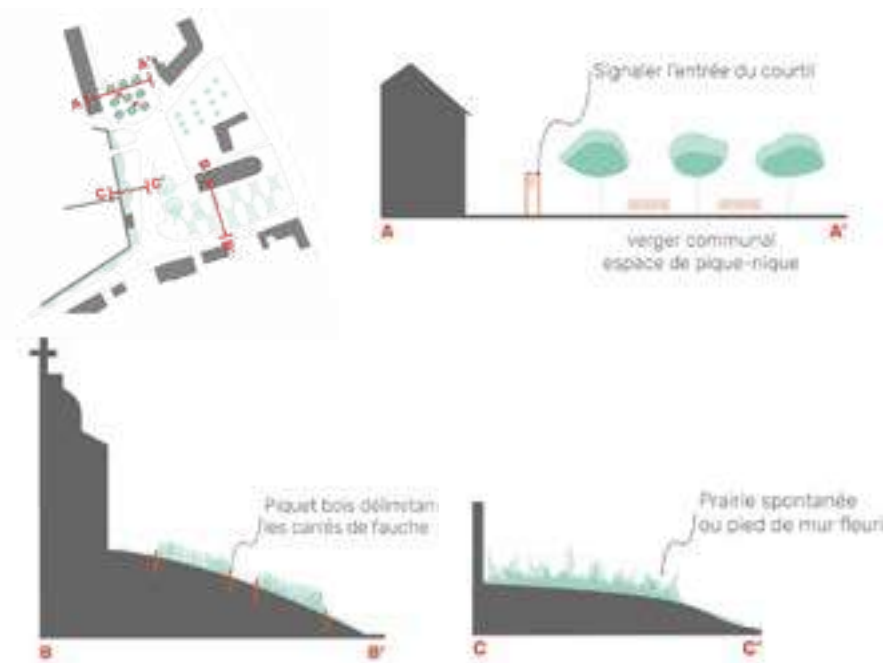 A'
A
C
C'
B
B'
Signaler l'entrée du courtil
A
A'
verger communal
espace de pique-nique
Piquet bois délimitan
les carrés de fauche
B
B'
Prairie spontanée
ou pied de mur fleuri
C
C'